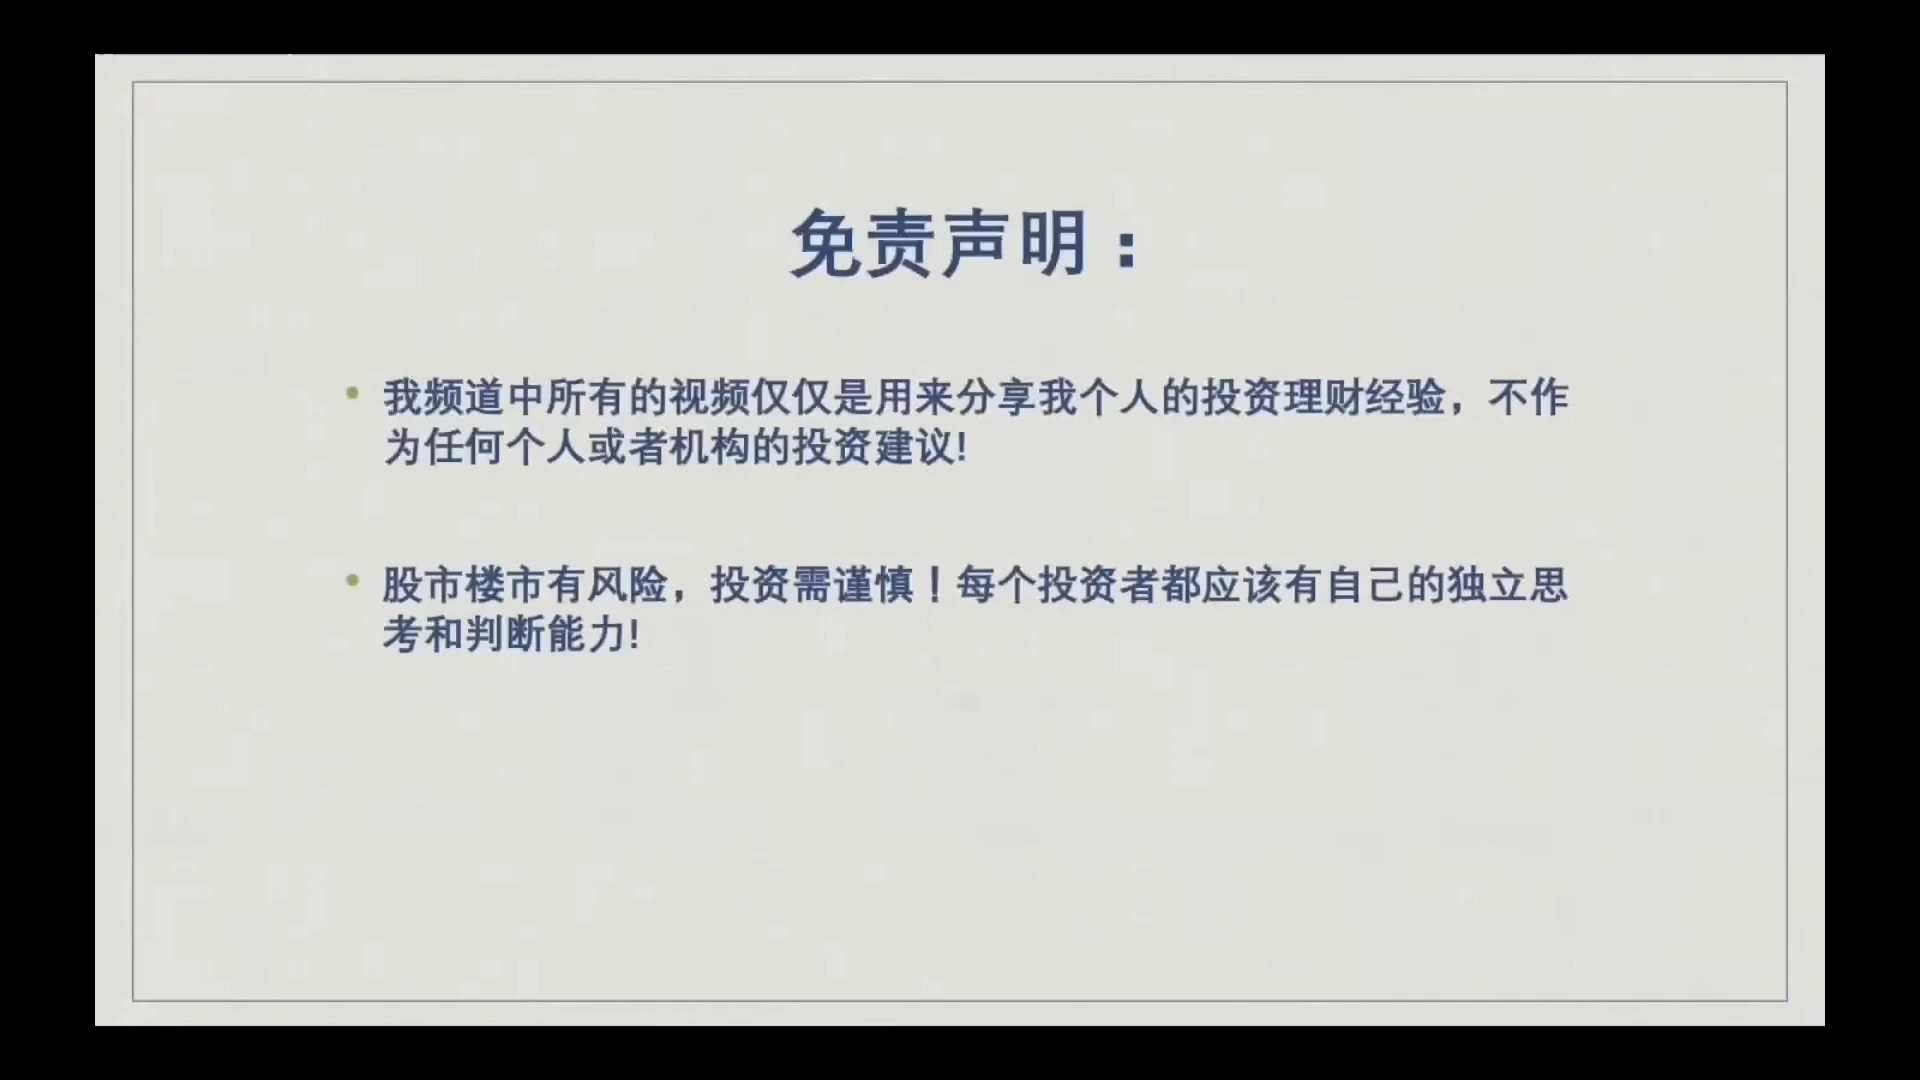 免责声明：
• 我频道中所有的视频仅仅是用来分享我个人的投资理财经验，不作
为任何个人或者机构的投资建议!
• 股市楼市有风险，投资需谨慎！每个投资者都应该有自己的独立思
考和判断能力!